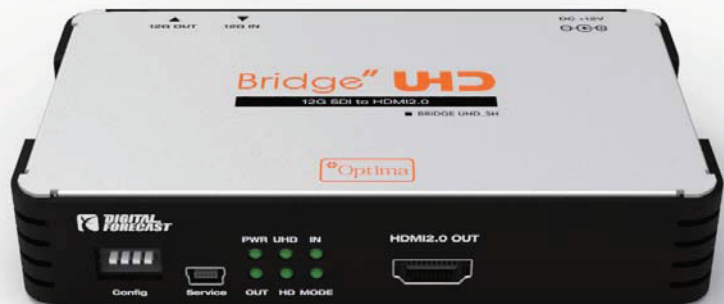 12G OUT 12G IN DC +12V
Bridge" UHD
12G SDI to HDMI2.0
■ BRIDGE UHD_SH
Optima
DIGITAL
FORECAST
PWR UHD IN
HDMI2.0 OUT
Config Service OUT HD MODE